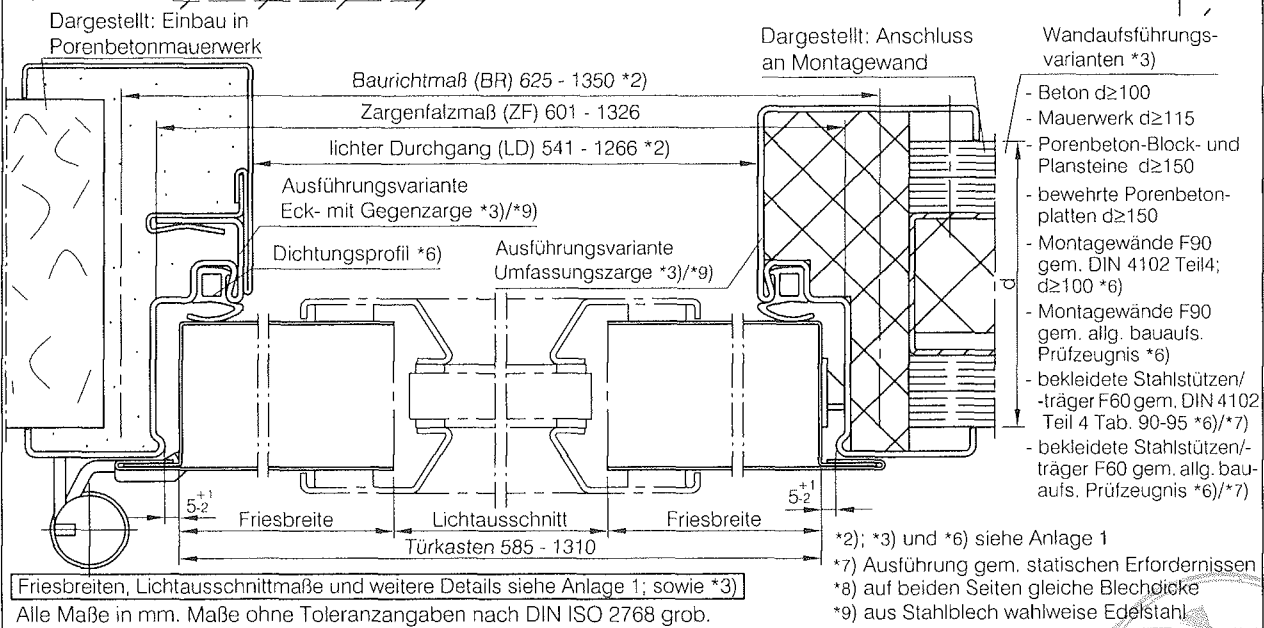 Dargestellt: Einbau in
Porenbetonmauerwerk
Baurichtmaß (BR) 625 - 1350 *2)
Zargenfalzmaß (ZF) 601 - 1326
lichter Durchgang (LD) 541 - 1266 *2)
Ausführungsvariante
Eck- mit Gegenzarge *3)/*9)
Dichtungsprofil *6)
Ausführungsvariante
Umfassungszarge *3)/*9)
Dargestellt: Anschluss
an Montagewand
Wandaufführungs-
varianten *3)
- Beton d≥100
- Mauerwerk d≥115
- Porenbeton-Block- und
Plansteine d≥150
- bewehrte Porenbeton-
platten d≥150
- Montagewände F90
gem. DIN 4102 Teil4;
d≥100 *6)
- Montagewände F90
gem. allg. bauaufs.
Prüfzeugnis *6)
- bekleidete Stahlstützen/
-träger F60 gem. DIN 4102
Teil 4 Tab. 90-95 *6)/*7)
- bekleidete Stahlstützen/-
träger F60 gem. allg. bau-
aufs. Prüfzeugnis *6)/*7)
d
5 +1 -2
5 +1 -2
Friesbreite
Lichtausschnitt
Friesbreite
Türkasten 585 - 1310
*2); *3) und *6) siehe Anlage 1
*7) Ausführung gem. statischen Erfordernissen
*8) auf beiden Seiten gleiche Blechdicke
*9) aus Stahlblech wahlweise Edelstahl
Friesbreiten, Lichtausschnittmaße und weitere Details siehe Anlage 1; sowie *3)
Alle Maße in mm. Maße ohne Toleranzangaben nach DIN ISO 2768 grob.